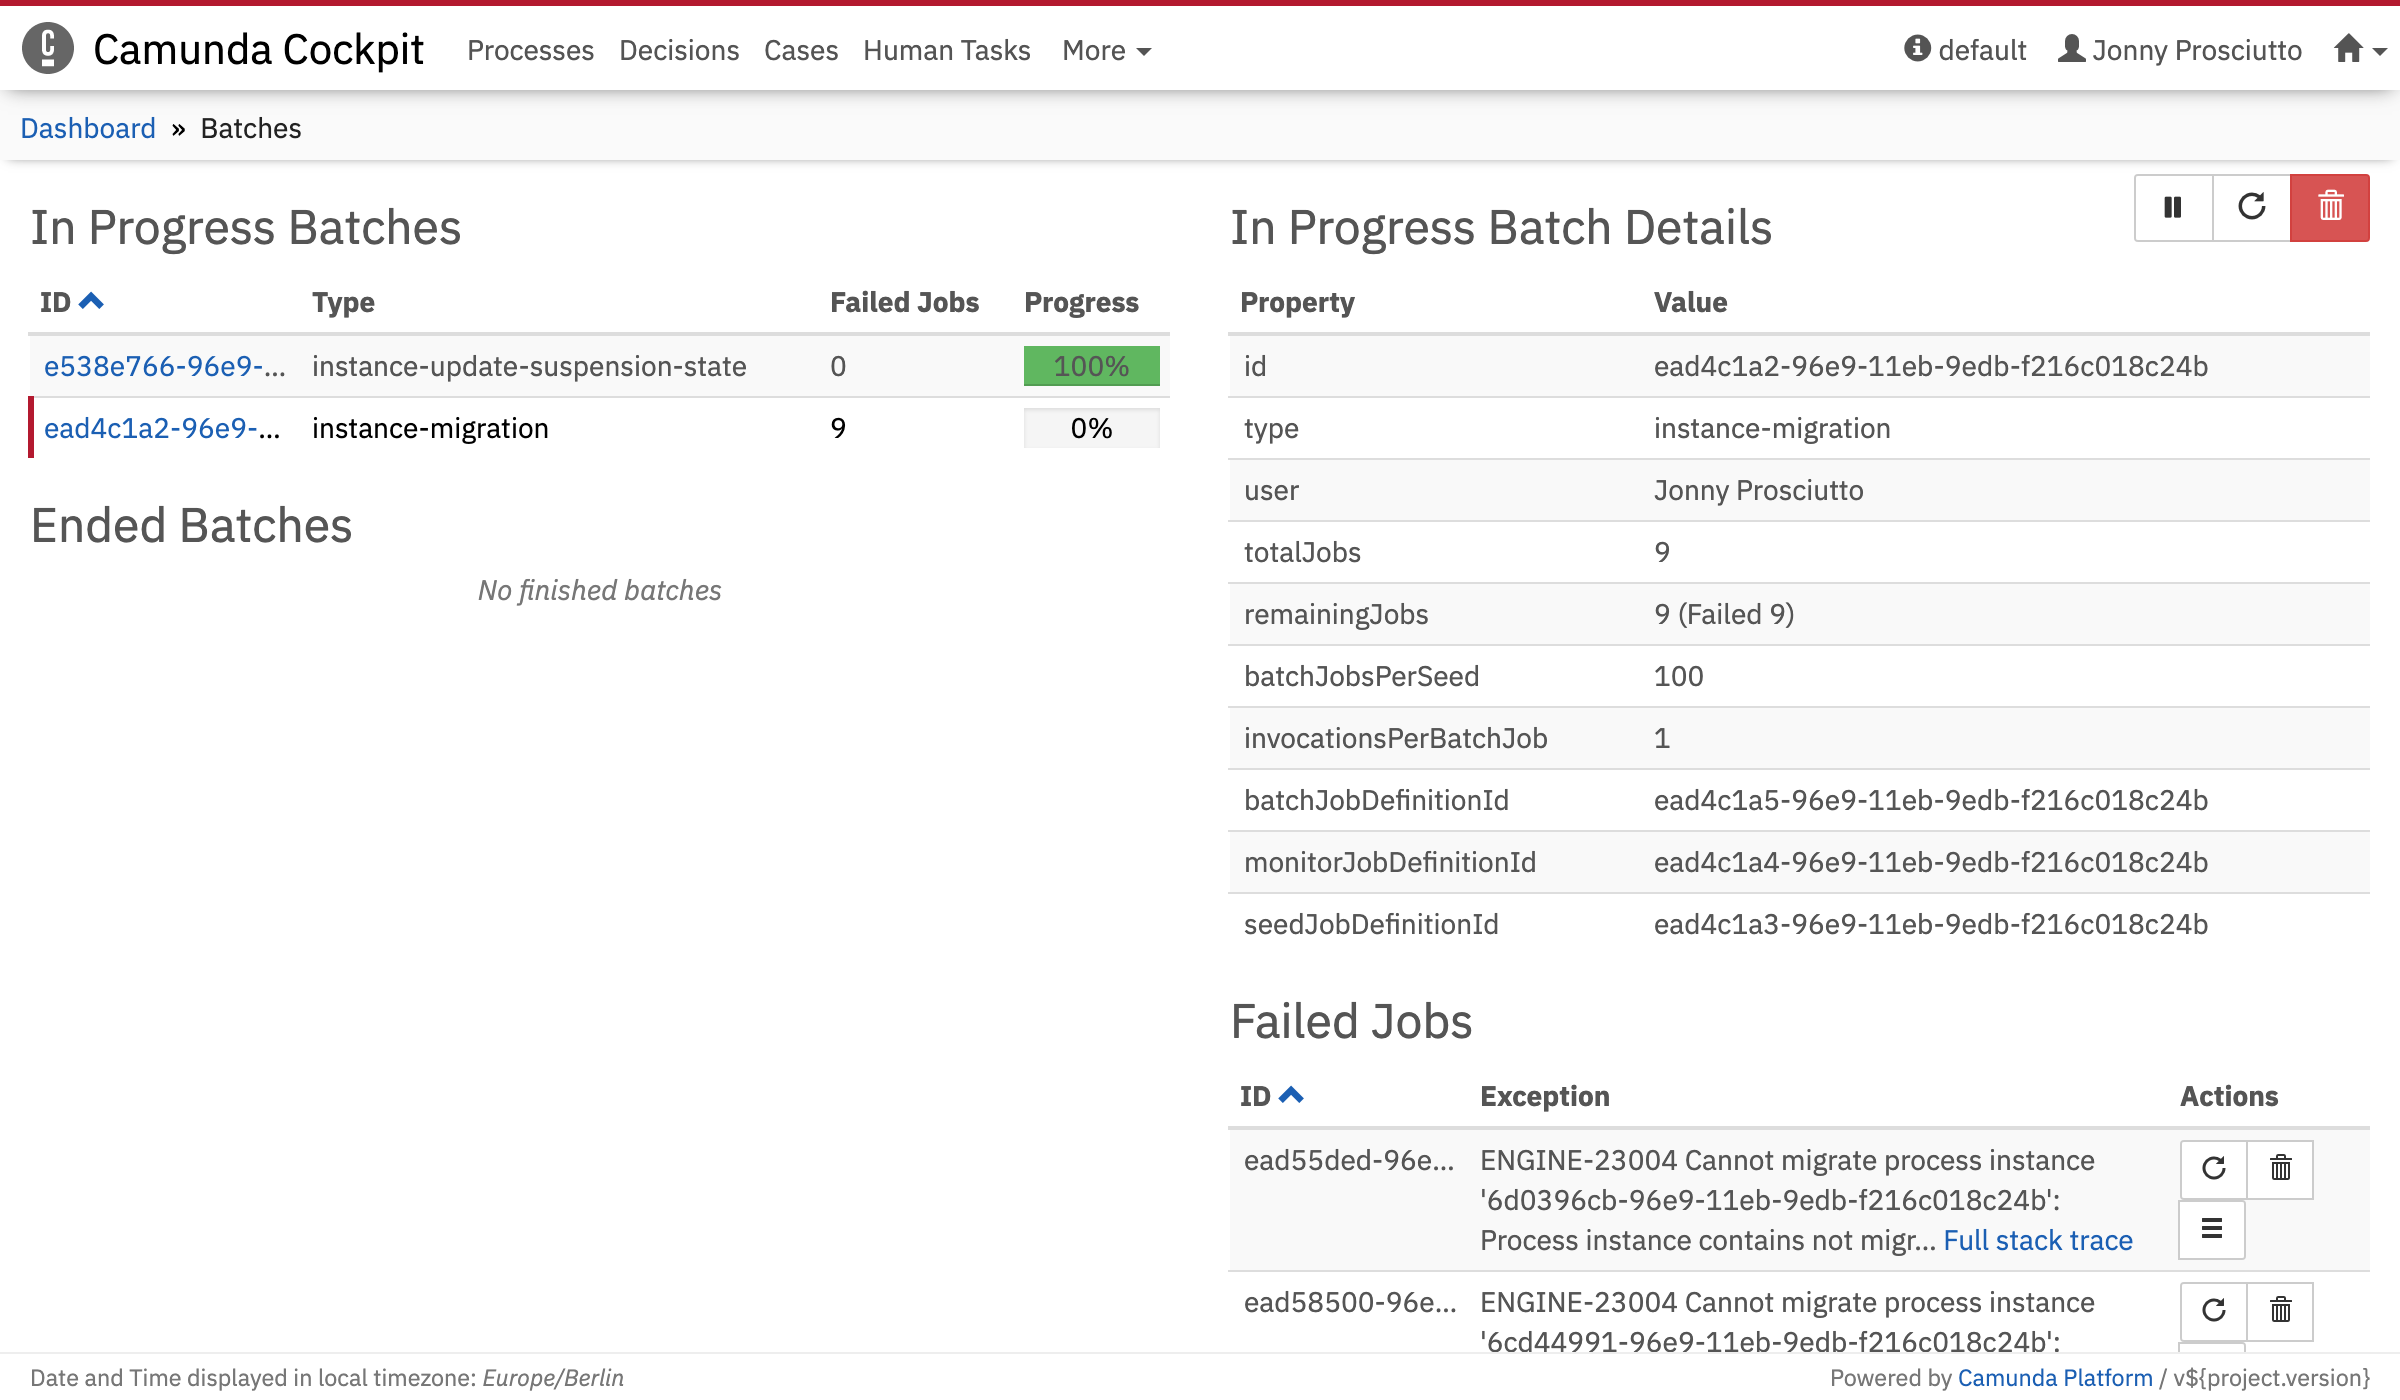 Camunda Cockpit Processes Decisions Cases Human Tasks More default Jonny Prosciutto
Dashboard » Batches
In Progress Batches
ID Type Failed Jobs Progress
e538e766-96e9-... instance-update-suspension-state 0 100%
ead4c1a2-96e9-... instance-migration 9 0%
Ended Batches
No finished batches
In Progress Batch Details
Property Value
id ead4c1a2-96e9-11eb-9edb-f216c018c24b
type instance-migration
user Jonny Prosciutto
totalJobs 9
remainingJobs 9 (Failed 9)
batchJobsPerSeed 100
invocationsPerBatchJob 1
batchJobDefinitionId ead4c1a5-96e9-11eb-9edb-f216c018c24b
monitorJobDefinitionId ead4c1a4-96e9-11eb-9edb-f216c018c24b
seedJobDefinitionId ead4c1a3-96e9-11eb-9edb-f216c018c24b
Failed Jobs
ID Exception Actions
ead55ded-96e... ENGINE-23004 Cannot migrate process instance
'6d0396cb-96e9-11eb-9edb-f216c018c24b':
Process instance contains not migr... Full stack trace
ead58500-96e... ENGINE-23004 Cannot migrate process instance
'6cd44991-96e9-11eb-9edb-f216c018c24b':
Date and Time displayed in local timezone: Europe/Berlin
Powered by Camunda Platform / v${project.version}